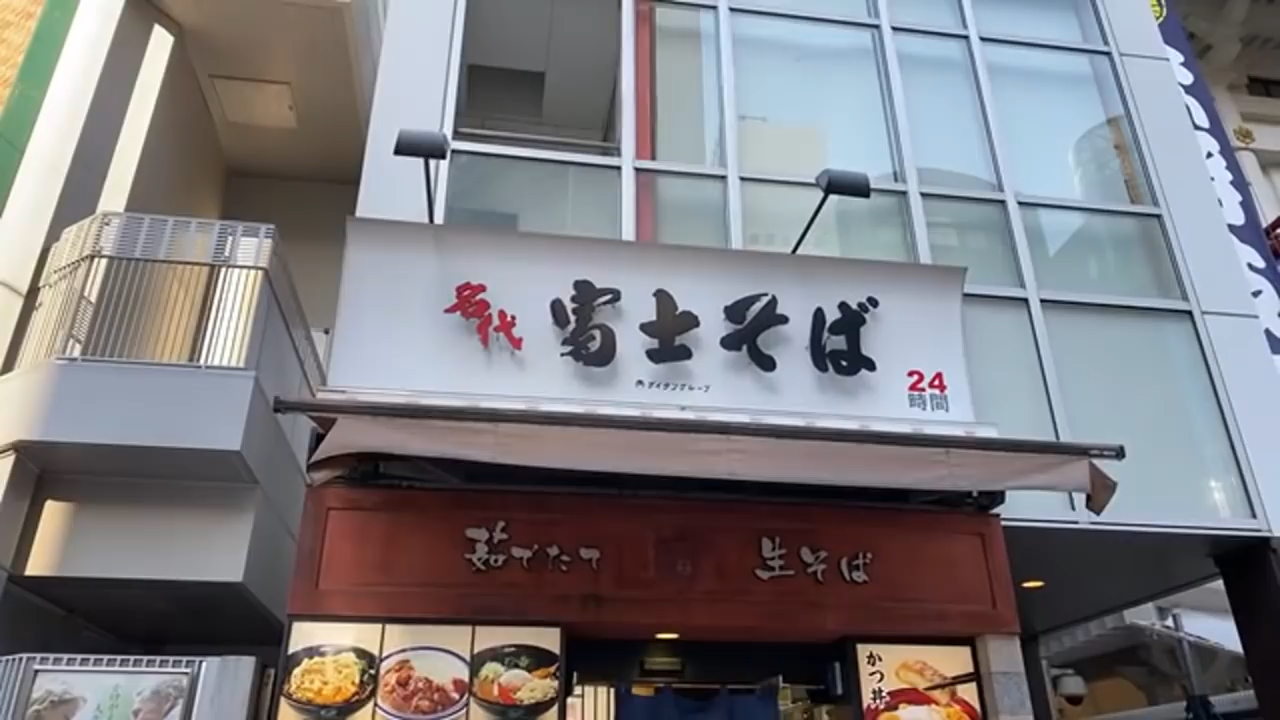 名代 富士そば
ダイタングループ
24
時間
茹でたて 生そば
かつ丼